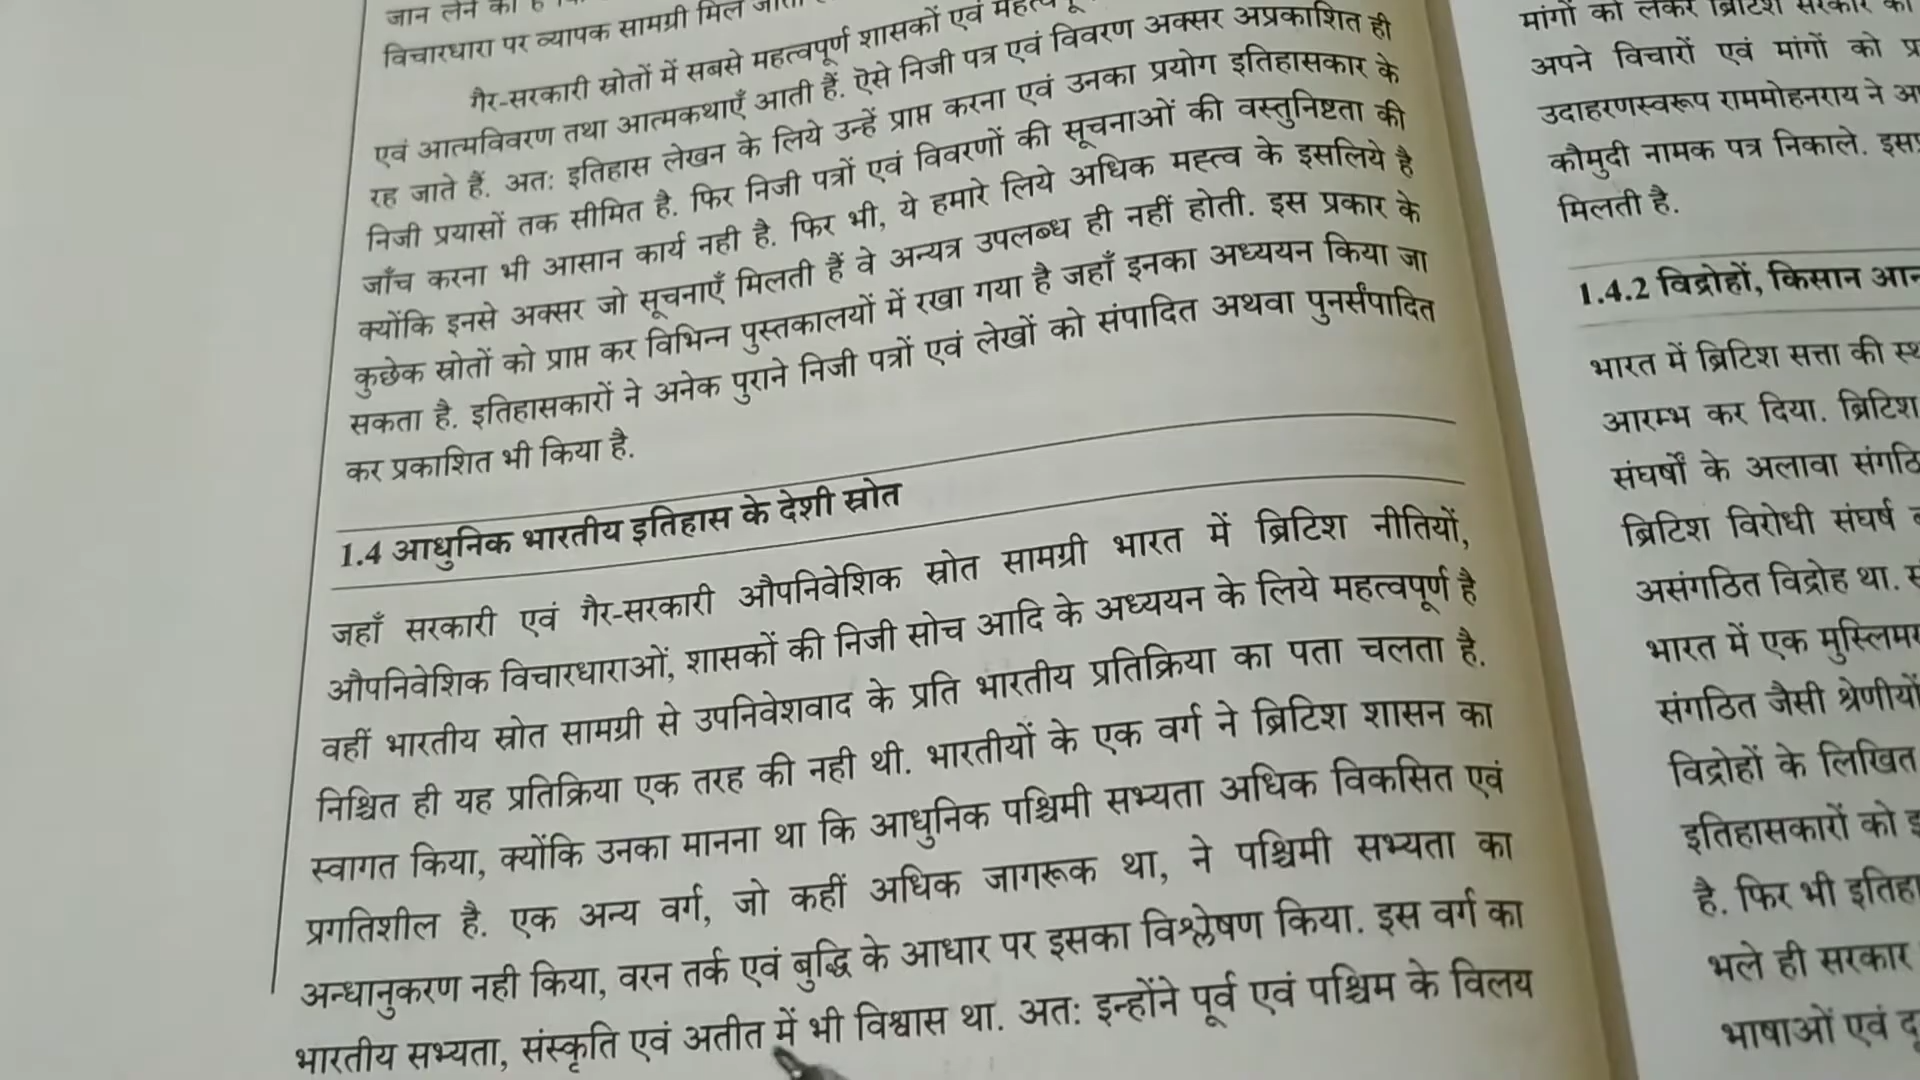 जान लेने
विचारधारा पर व्यापक सामग्री मिल
गैर-सरकारी स्रोतों में सबसे महत्वपूर्ण शासकों एवं
एवं आत्मविवरण तथा आत्मकथाएँ आती हैं. ऐसे निजी पत्र एवं विवरण अक्सर अप्रकाशित ही
रह जाते हैं. अतः इतिहास लेखन के लिये उन्हें प्राप्त करना एवं उनका प्रयोग इतिहासकार के
निजी प्रयासों तक सीमित है. फिर निजी पत्रों एवं विवरणों की सूचनाओं की वस्तुनिष्टता की
जाँच करना भी आसान कार्य नही है. फिर भी, ये हमारे लिये अधिक महत्व के इसलिये है
क्योंकि इनसे अक्सर जो सूचनाएँ मिलती हैं वे अन्यत्र उपलब्ध ही नहीं होती. इस प्रकार के
कुछेक स्रोतों को प्राप्त कर विभिन्न पुस्तकालयों में रखा गया है जहाँ इनका अध्ययन किया जा
सकता है. इतिहासकारों ने अनेक पुराने निजी पत्रों एवं लेखों को संपादित अथवा पुनर्संपादित
कर प्रकाशित भी किया है.
1.4 आधुनिक भारतीय इतिहास के देशी स्रोत
जहाँ सरकारी एवं गैर-सरकारी औपनिवेशिक स्रोत सामग्री भारत में ब्रिटिश नीतियों,
औपनिवेशिक विचारधाराओं, शासकों की निजी सोच आदि के अध्ययन के लिये महत्वपूर्ण है
वहीं भारतीय स्रोत सामग्री से उपनिवेशवाद के प्रति भारतीय प्रतिक्रिया का पता चलता है.
निश्चित ही यह प्रतिक्रिया एक तरह की नही थी. भारतीयों के एक वर्ग ने ब्रिटिश शासन का
स्वागत किया, क्योंकि उनका मानना था कि आधुनिक पश्चिमी सभ्यता अधिक विकसित एवं
प्रगतिशील है. एक अन्य वर्ग, जो कहीं अधिक जागरूक था, ने पश्चिमी सभ्यता का
अन्धानुकरण नही किया, वरन तर्क एवं बुद्धि के आधार पर इसका विश्लेषण किया. इस वर्ग का
भारतीय सभ्यता, संस्कृति एवं अतीत में भी विश्वास था. अतः इन्होंने पूर्व एवं पश्चिम के विलय
मांगों को लेकर ब्रिटिश सरकार
अपने विचारों एवं मांगों को
उदाहरणस्वरूप राममोहनराय ने
कौमुदी नामक पत्र निकाले.
मिलती है.
1.4.2 विद्रोहों, किसान
भारत में ब्रिटिश सत्ता की
आरम्भ कर दिया. ब्रिटिश
संघर्षों के अलावा
ब्रिटिश विरोधी संघर्ष
असंगठित विद्रोह था.
भारत में एक
संगठित जैसी श्रेणीयों
विद्रोहों के लिखित
इतिहासकारों को
है. फिर भी
भले ही सरकार
भाषाओं एवं